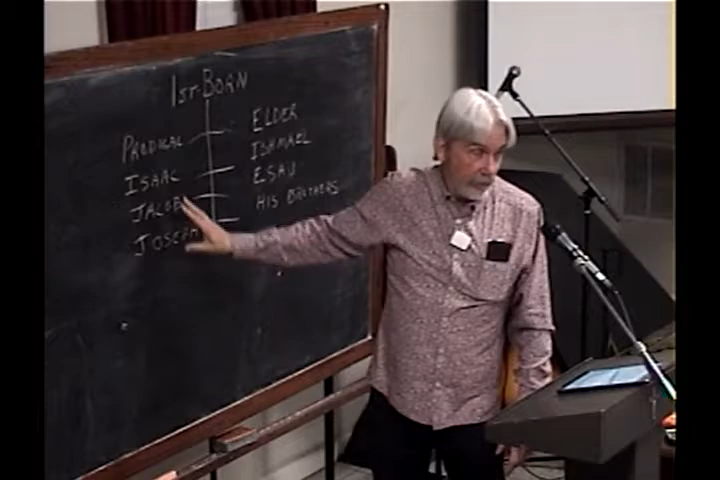 1ST-BORN
PRODIGAL ELDER
ISAAC ISHMAEL
JACOB ESAU
JOSEPH HIS BROTHERS